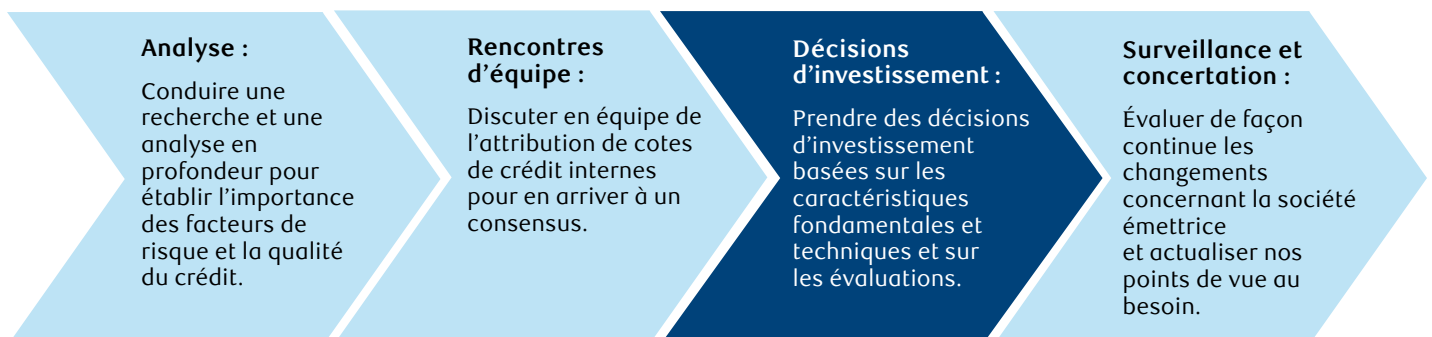 Analyse :
Conduire une
recherche et une
analyse en
profondeur pour
établir l’importance
des facteurs de
risque et la qualité
du crédit.
Rencontres
d’équipe :
Discuter en équipe de
l’attribution de cotes
de crédit internes
pour en arriver à un
consensus.
Décisions
d’investissement :
Prendre des décisions
d’investissement
basées sur les
caractéristiques
fondamentales et
techniques et sur
les évaluations.
Surveillance et
concertation :
Évaluer de façon
continue les
changements
concernant la société
émettrice
et actualiser nos
points de vue au
besoin.